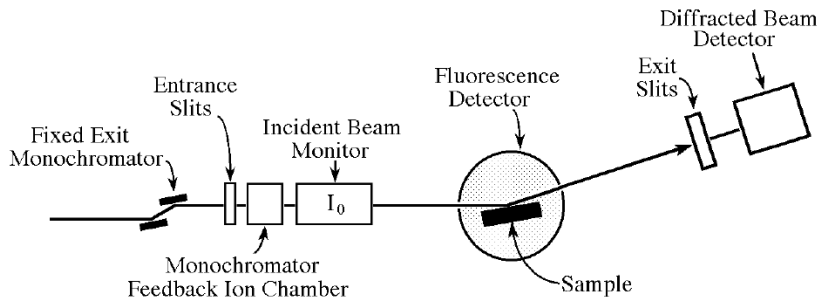 Fixed Exit
Monochromator
Entrance
Slits
Incident Beam
Monitor
I₀
Monochromator
Feedback Ion Chamber
Fluorescence
Detector
Sample
Exit
Slits
Diffracted Beam
Detector